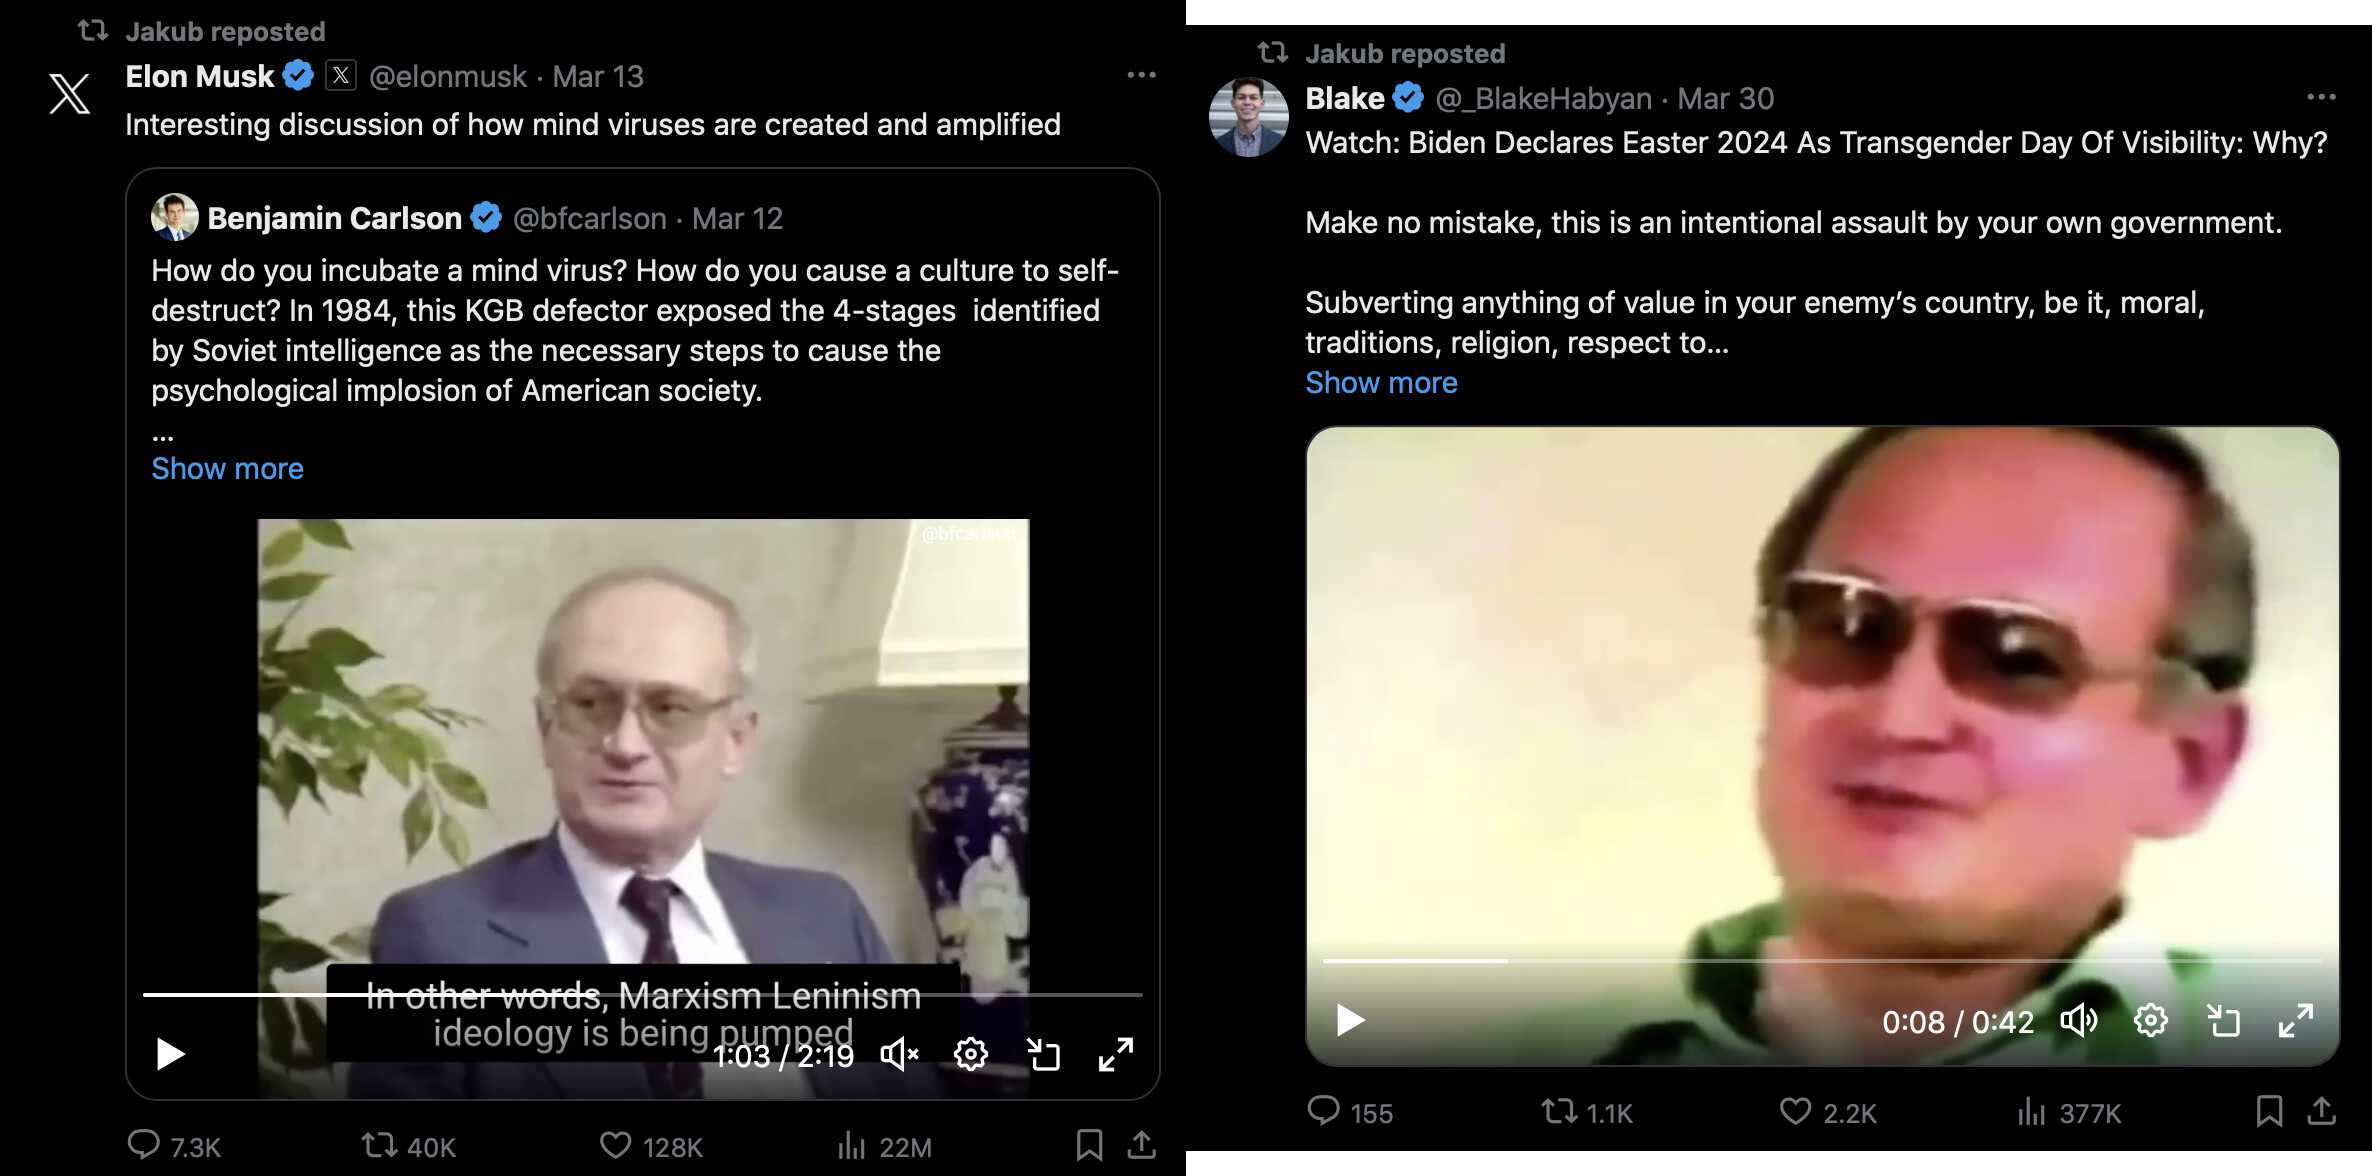 Jakub reposted
Elon Musk @elonmusk · Mar 13
Interesting discussion of how mind viruses are created and amplified
Benjamin Carlson @bfcarlson · Mar 12
How do you incubate a mind virus? How do you cause a culture to self-
destruct? In 1984, this KGB defector exposed the 4-stages  identified
by Soviet intelligence as the necessary steps to cause the
psychological implosion of American society.
...
Show more
@bfcarlson
In other words, Marxism Leninism
ideology is being pumped
1:03 / 2:19
7.3K 40K 128K 22M
Jakub reposted
Blake @_BlakeHabyan · Mar 30
Watch: Biden Declares Easter 2024 As Transgender Day Of Visibility: Why?
Make no mistake, this is an intentional assault by your own government.
Subverting anything of value in your enemy’s country, be it, moral,
traditions, religion, respect to...
Show more
0:08 / 0:42
155 1.1K 2.2K 377K